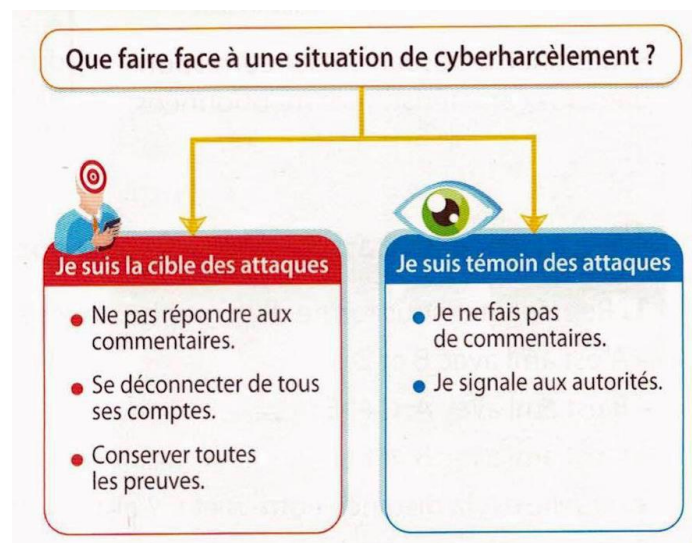 Que faire face à une situation de cyberharcèlement ?
Je suis la cible des attaques
• Ne pas répondre aux
commentaires.
• Se déconnecter de tous
ses comptes.
• Conserver toutes
les preuves.
Je suis témoin des attaques
• Je ne fais pas
de commentaires.
• Je signale aux autorités.